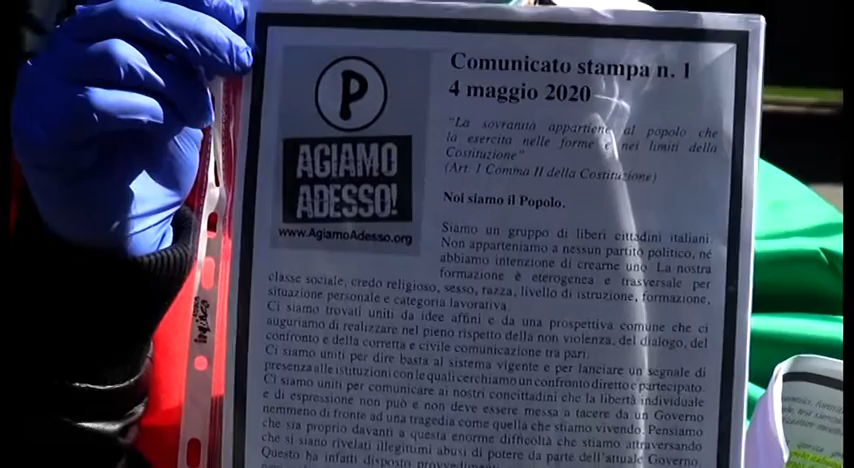 Comunicato stampa n. 1
4 maggio 2020
P
AGIAMO
ADESSO!
www.AgiamoAdesso.org
"La sovranità appartiene al popolo che
la esercita nelle forme e nei limiti della
Costituzione"
(Art. 1 Comma II della Costituzione)
Noi siamo il Popolo.
Siamo un gruppo di liberi cittadini italiani
Non apparteniamo a nessun partito politico, né
abbiamo intenzione di crearne uno. La nostra
formazione è eterogenea e trasversale per
classe sociale, credo religioso, sesso, razza, livello di istruzione, formazione,
situazione personale e categoria lavorativa.
Ci siamo trovati uniti da idee affini e da una prospettiva comune che ci
auguriamo di realizzare nel pieno rispetto della non violenza, del dialogo, del
confronto e della corretta e civile comunicazione tra pari.
Ci siamo uniti per dire basta al sistema vigente e per lanciare un segnale di
presenza alle istituzioni con le quali cerchiamo un confronto diretto e partecipato.
Ci siamo uniti per comunicare ai nostri concittadini che la libertà individuale
e di espressione non può e non deve essere messa a tacere da un Governo
nemmeno di fronte ad una tragedia come quella che stiamo vivendo. Pensiamo
che sia proprio davanti a questa enorme difficoltà che stiamo attraversando
che si siano rivelati illegittimi abusi di potere da parte dell'attuale Governo.
Questo ha infatti disposto